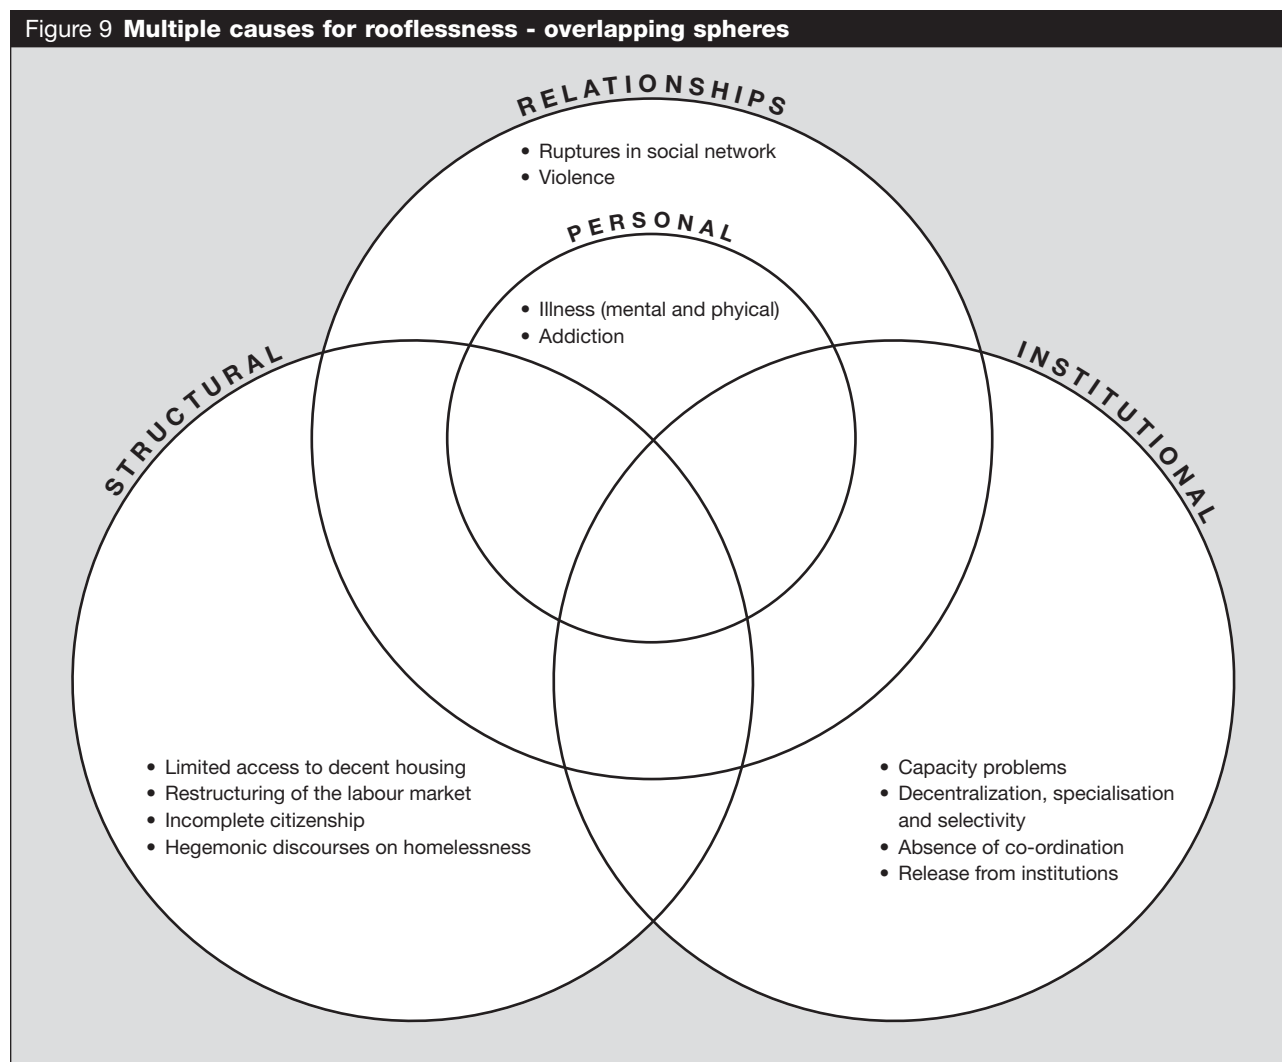 Figure 9 Multiple causes for rooflessness - overlapping spheres
RELATIONSHIPS
• Ruptures in social network
• Violence
PERSONAL
• Illness (mental and phyical)
• Addiction
STRUCTURAL
INSTITUTIONAL
• Limited access to decent housing
• Restructuring of the labour market
• Incomplete citizenship
• Hegemonic discourses on homelessness
• Capacity problems
• Decentralization, specialisation
and selectivity
• Absence of co-ordination
• Release from institutions